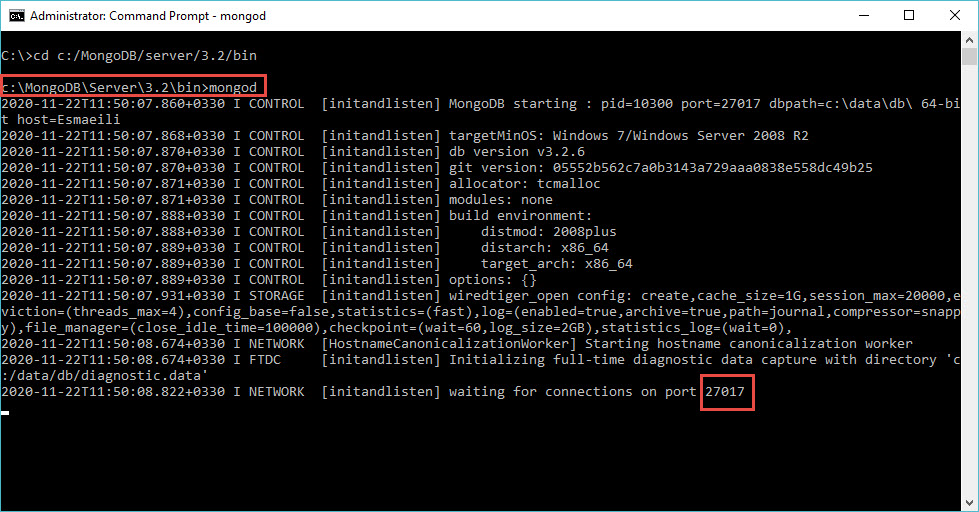 Administrator: Command Prompt - mongod
C:\>cd c:/MongoDB/server/3.2/bin
c:\MongoDB\Server\3.2\bin>mongod
2020-11-22T11:50:07.860+0330 I CONTROL  [initandlisten] MongoDB starting : pid=10300 port=27017 dbpath=c:\data\db\ 64-bi
t host=Esmaeili
2020-11-22T11:50:07.868+0330 I CONTROL  [initandlisten] targetMinOS: Windows 7/Windows Server 2008 R2
2020-11-22T11:50:07.870+0330 I CONTROL  [initandlisten] db version v3.2.6
2020-11-22T11:50:07.870+0330 I CONTROL  [initandlisten] git version: 05552b562c7a0b3143a729aaa0838e558dc49b25
2020-11-22T11:50:07.871+0330 I CONTROL  [initandlisten] allocator: tcmalloc
2020-11-22T11:50:07.871+0330 I CONTROL  [initandlisten] modules: none
2020-11-22T11:50:07.888+0330 I CONTROL  [initandlisten] build environment:
2020-11-22T11:50:07.888+0330 I CONTROL  [initandlisten]     distmod: 2008plus
2020-11-22T11:50:07.889+0330 I CONTROL  [initandlisten]     distarch: x86_64
2020-11-22T11:50:07.889+0330 I CONTROL  [initandlisten]     target_arch: x86_64
2020-11-22T11:50:07.889+0330 I CONTROL  [initandlisten] options: {}
2020-11-22T11:50:07.931+0330 I STORAGE  [initandlisten] wiredtiger_open config: create,cache_size=1G,session_max=20000,e
viction=(threads_max=4),config_base=false,statistics=(fast),log=(enabled=true,archive=true,path=journal,compressor=snapp
y),file_manager=(close_idle_time=100000),checkpoint=(wait=60,log_size=2GB),statistics_log=(wait=0),
2020-11-22T11:50:08.674+0330 I NETWORK  [HostnameCanonicalizationWorker] Starting hostname canonicalization worker
2020-11-22T11:50:08.674+0330 I FTDC     [initandlisten] Initializing full-time diagnostic data capture with directory 'c
:/data/db/diagnostic.data'
2020-11-22T11:50:08.822+0330 I NETWORK  [initandlisten] waiting for connections on port 27017